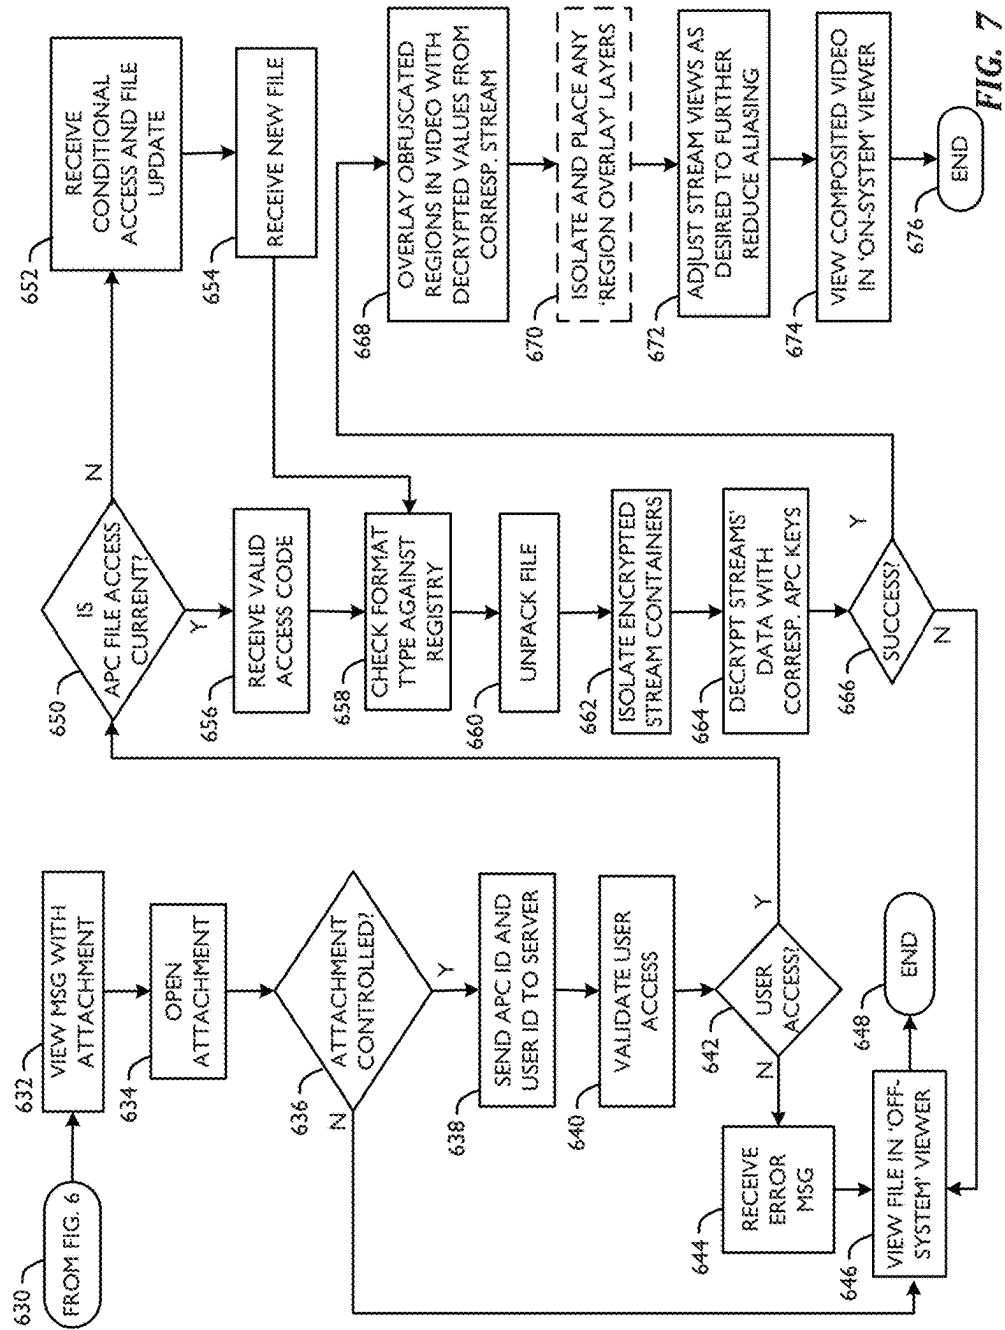 630
FROM FIG. 6
632
VIEW MSG WITH
ATTACHMENT
634
OPEN
ATTACHMENT
636
ATTACHMENT
CONTROLLED?
N
Y
638
SEND APC ID AND
USER ID TO SERVER
640
VALIDATE USER
ACCESS
642
USER
ACCESS?
N
Y
644
RECEIVE
ERROR
MSG
646
VIEW FILE IN 'OFF-
SYSTEM' VIEWER
648
END
650
IS
APC FILE ACCESS
CURRENT?
N
Y
652
RECEIVE
CONDITIONAL
ACCESS AND FILE
UPDATE
654
RECEIVE NEW FILE
656
RECEIVE VALID
ACCESS CODE
658
CHECK FORMAT
TYPE AGAINST
REGISTRY
660
UNPACK FILE
662
ISOLATE ENCRYPTED
STREAM CONTAINERS
664
DECRYPT STREAMS'
DATA WITH
CORRESP. APC KEYS
666
SUCCESS?
Y
N
668
OVERLAY OBFUSCATED
REGIONS IN VIDEO WITH
DECRYPTED VALUES FROM
CORRESP. STREAM
670
ISOLATE AND PLACE ANY
'REGION OVERLAY' LAYERS
672
ADJUST STREAM VIEWS AS
DESIRED TO FURTHER
REDUCE ALIASING
674
VIEW COMPOSITED VIDEO
IN 'ON-SYSTEM' VIEWER
676
END
FIG. 7